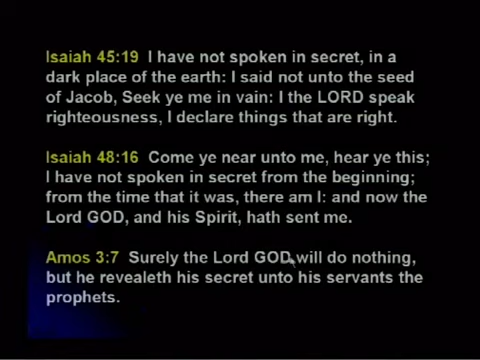 Isaiah 45:19 I have not spoken in secret, in a
dark place of the earth: I said not unto the seed
of Jacob, Seek ye me in vain: I the LORD speak
righteousness, I declare things that are right.
Isaiah 48:16 Come ye near unto me, hear ye this;
I have not spoken in secret from the beginning;
from the time that it was, there am I: and now the
Lord GOD, and his Spirit, hath sent me.
Amos 3:7 Surely the Lord GOD will do nothing,
but he revealeth his secret unto his servants the
prophets.